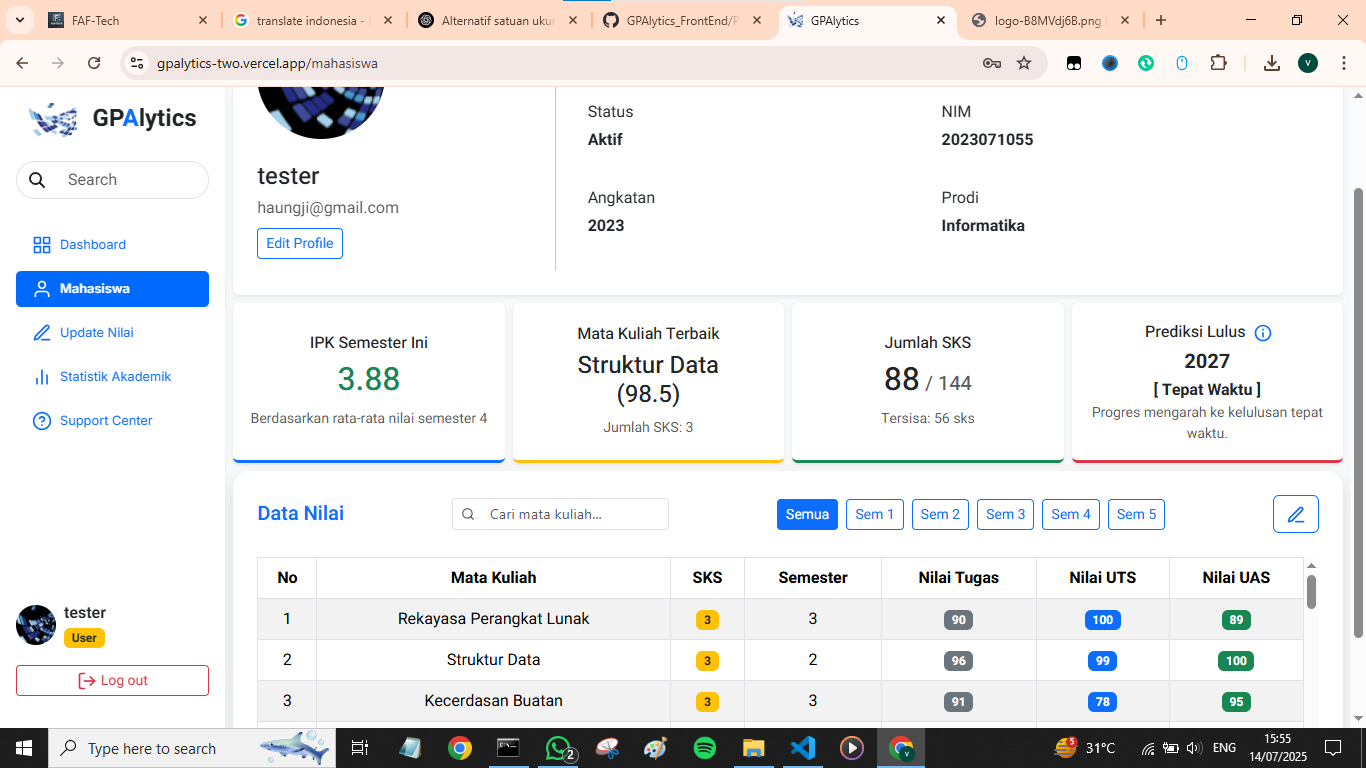 FAF-Tech
translate indonesia -
Alternatif satuan uku
GPAlytics_FrontEnd/P
GPAlytics
logo-B8MVdj6B.png
gpalytics-two.vercel.app/mahasiswa
V
GPAlytics
Search
Dashboard
Mahasiswa
Update Nilai
Statistik Akademik
Support Center
tester
User
Log out
tester
haungji@gmail.com
Edit Profile
Status
NIM
Aktif
2023071055
Angkatan
Prodi
2023
Informatika
IPK Semester Ini
3.88
Berdasarkan rata-rata nilai semester 4
Mata Kuliah Terbaik
Struktur Data
(98.5)
Jumlah SKS: 3
Jumlah SKS
88 / 144
Tersisa: 56 sks
Prediksi Lulus
2027
[ Tepat Waktu ]
Progres mengarah ke kelulusan tepat
waktu.
Data Nilai
Cari mata kuliah...
Semua Sem 1 Sem 2 Sem 3 Sem 4 Sem 5
No Mata Kuliah SKS Semester Nilai Tugas Nilai UTS Nilai UAS
1 Rekayasa Perangkat Lunak 3 3 90 100 89
2 Struktur Data 3 2 96 99 100
3 Kecerdasan Buatan 3 3 91 78 95
Type here to search
2
V
5
31°C
ENG
15:55
14/07/2025